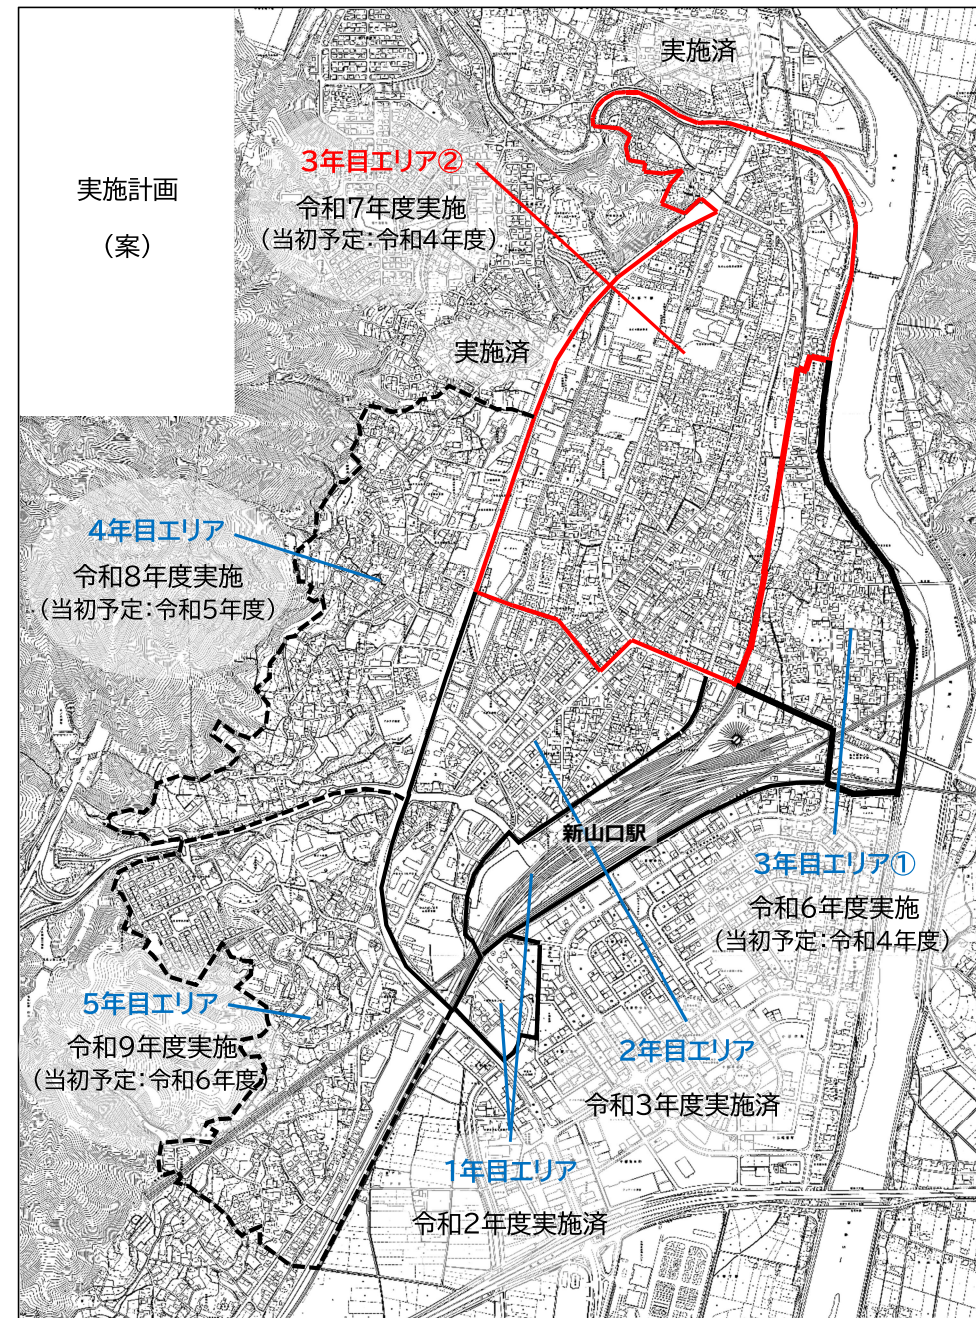 実施済
実施計画
（案）
3年目エリア②
令和7年度実施
（当初予定：令和4年度）
実施済
4年目エリア
令和8年度実施
（当初予定：令和5年度）
新山口駅
3年目エリア①
令和6年度実施
（当初予定：令和4年度）
5年目エリア
令和9年度実施
（当初予定：令和6年度）
2年目エリア
令和3年度実施済
1年目エリア
令和2年度実施済